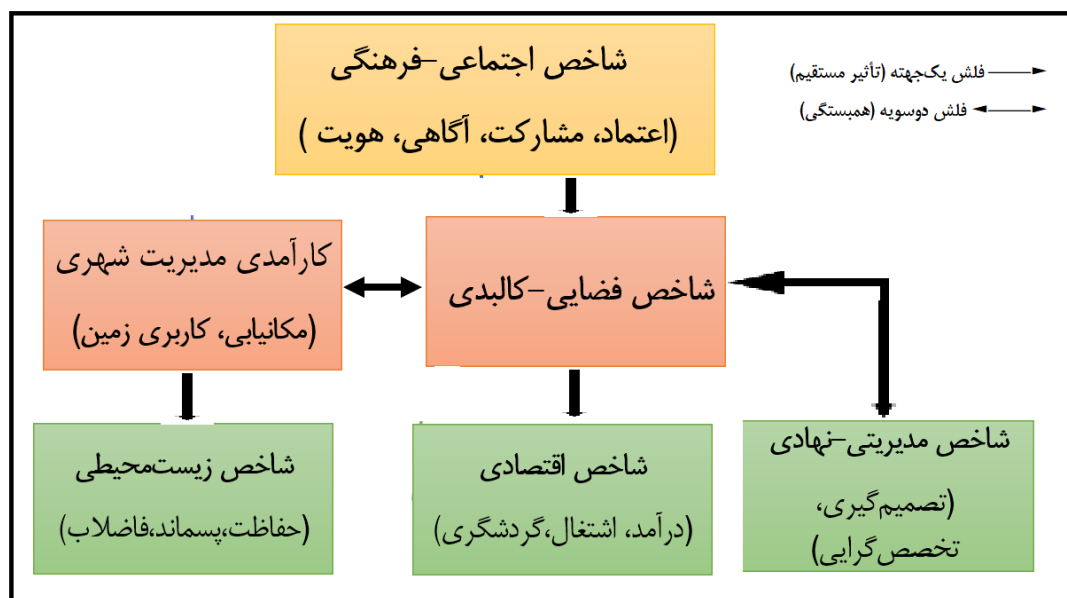 شاخص اجتماعی-فرهنگی
(اعتماد، مشارکت، آگاهی، هویت )
فلش یک‌جهته (تأثیر مستقیم)
فلش دوسویه (همبستگی)
شاخص فضایی-کالبدی
کارآمدی مدیریت شهری
(مکانیابی، کاربری زمین)
شاخص مدیریتی-نهادی
(تصمیم‌گیری،
تخصص‌گرایی)
شاخص اقتصادی
(درآمد، اشتغال،گردشگری)
شاخص زیست‌محیطی
(حفاظت،پسماند،فاضلاب)